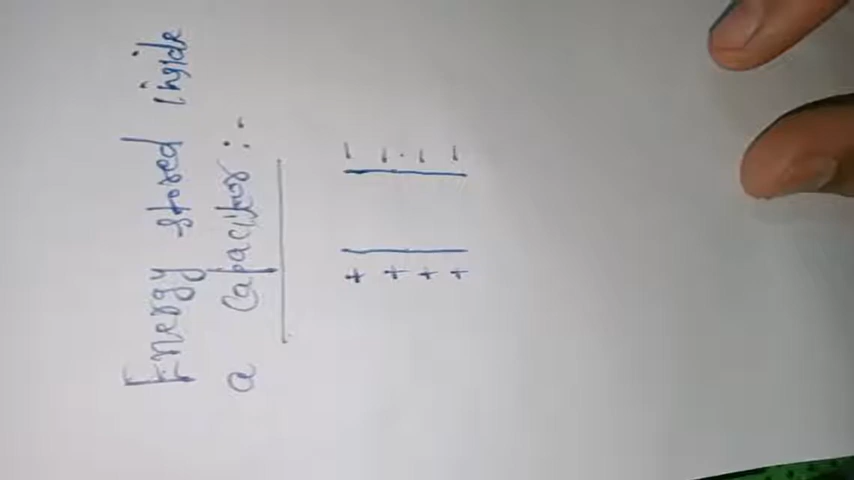 Energy stored inside
a Capacitor :-
- - - -
+ + + +